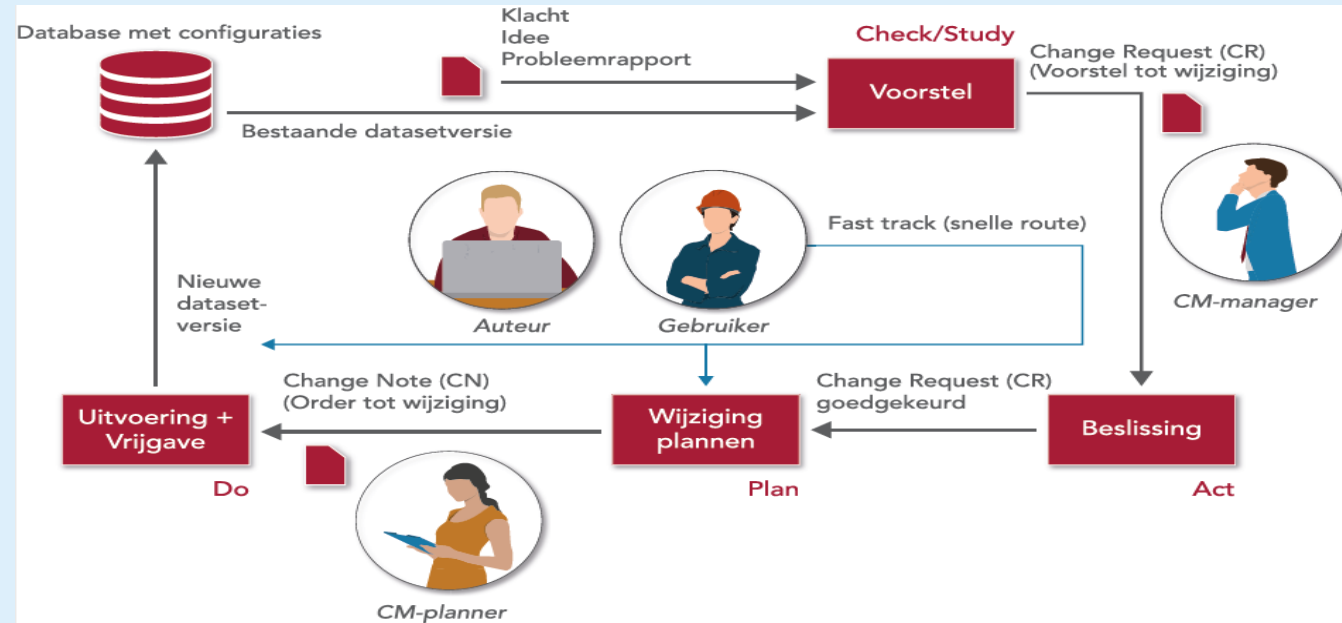 Database met configuraties
Klacht
Idee
Probleemrapport
Check/Study
Voorstel
Change Request (CR)
(Voorstel tot wijziging)
Bestaande datasetversie
Fast track (snelle route)
CM-manager
Auteur
Gebruiker
Nieuwe
dataset-
versie
Change Note (CN)
(Order tot wijziging)
Change Request (CR)
goedgekeurd
Uitvoering +
Vrijgave
Wijziging
plannen
Beslissing
Do
Plan
Act
CM-planner